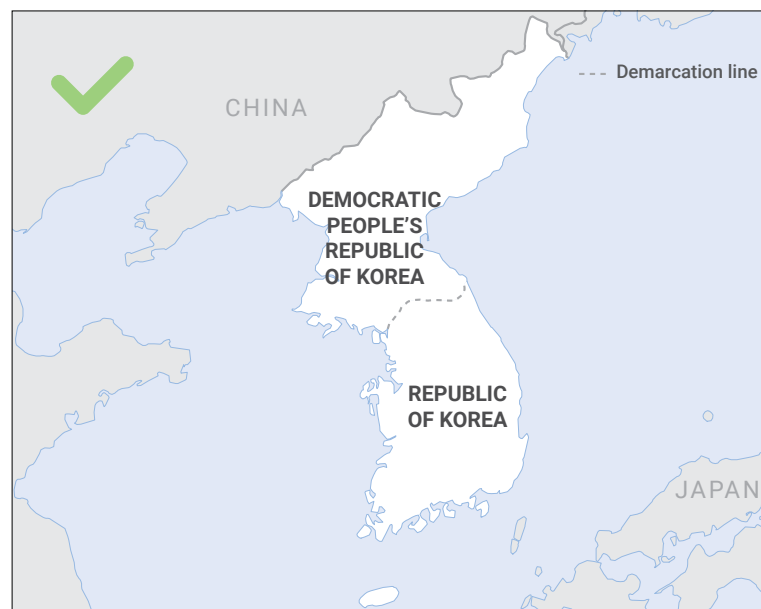 Demarcation line
CHINA
DEMOCRATIC
PEOPLE’S
REPUBLIC
OF KOREA
REPUBLIC
OF KOREA
JAPAN